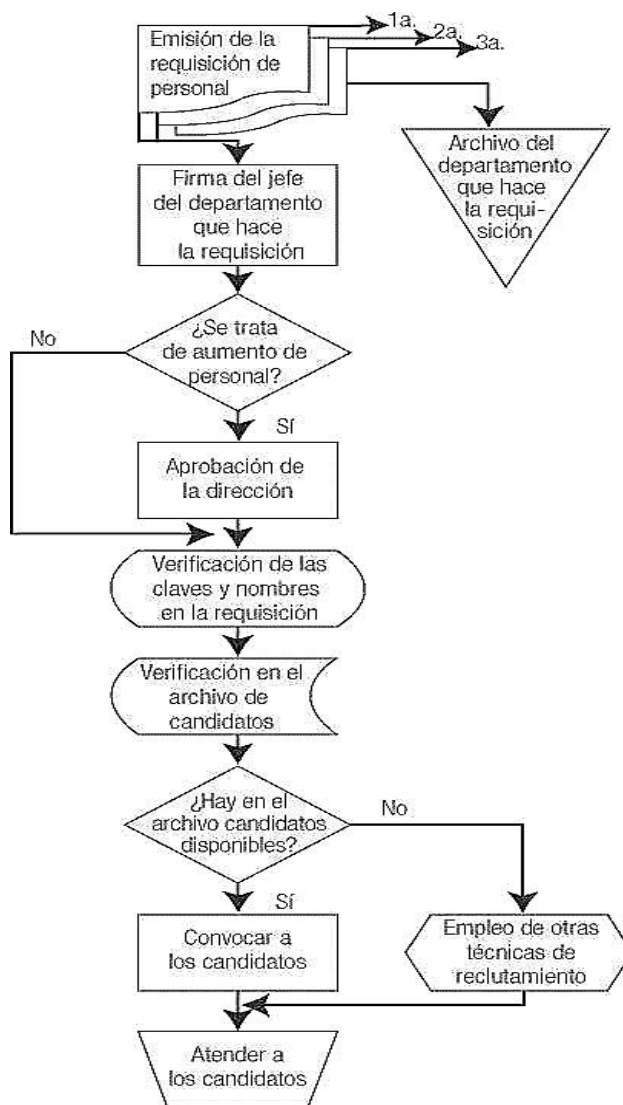 Emisión de la
requisición de
personal
1a.
2a.
3a.
Archivo del
departamento
que hace
la requi-
sición
Firma del jefe
del departamento
que hace
la requisición
No
¿Se trata
de aumento de
personal?
Sí
Aprobación de
la dirección
Verificación de las
claves y nombres
en la requisición
Verificación en el
archivo de
candidatos
¿Hay en el
archivo candidatos
disponibles?
No
Sí
Convocar a
los candidatos
Empleo de otras
técnicas de
reclutamiento
Atender a
los candidatos